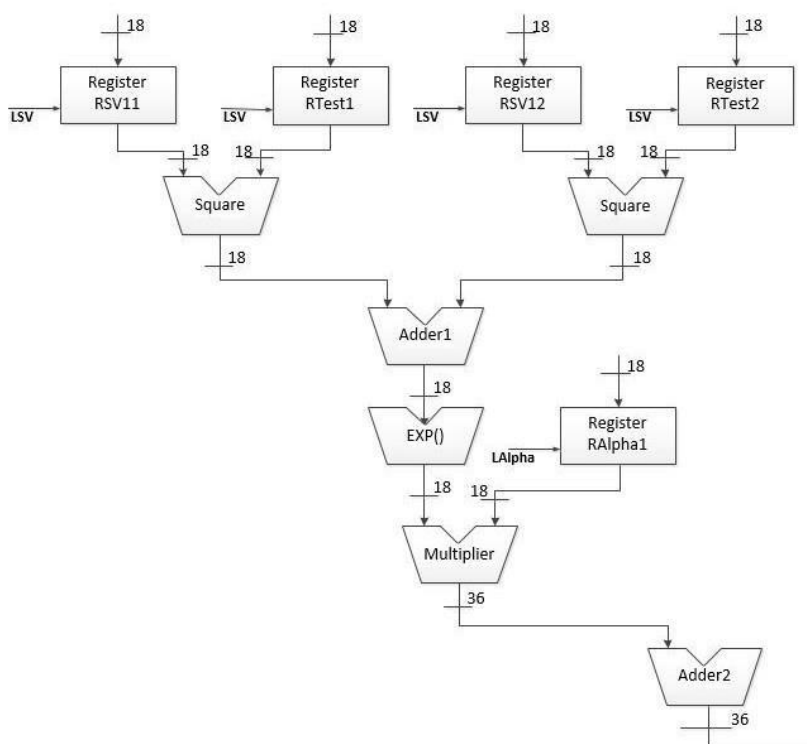 18
18
18
18
Register
RSV11
Register
RTest1
Register
RSV12
Register
RTest2
LSV
LSV
LSV
LSV
18
18
18
18
Square
Square
18
18
Adder1
18
18
EXP()
Register
RAlpha1
LAlpha
18
18
Multiplier
36
Adder2
36